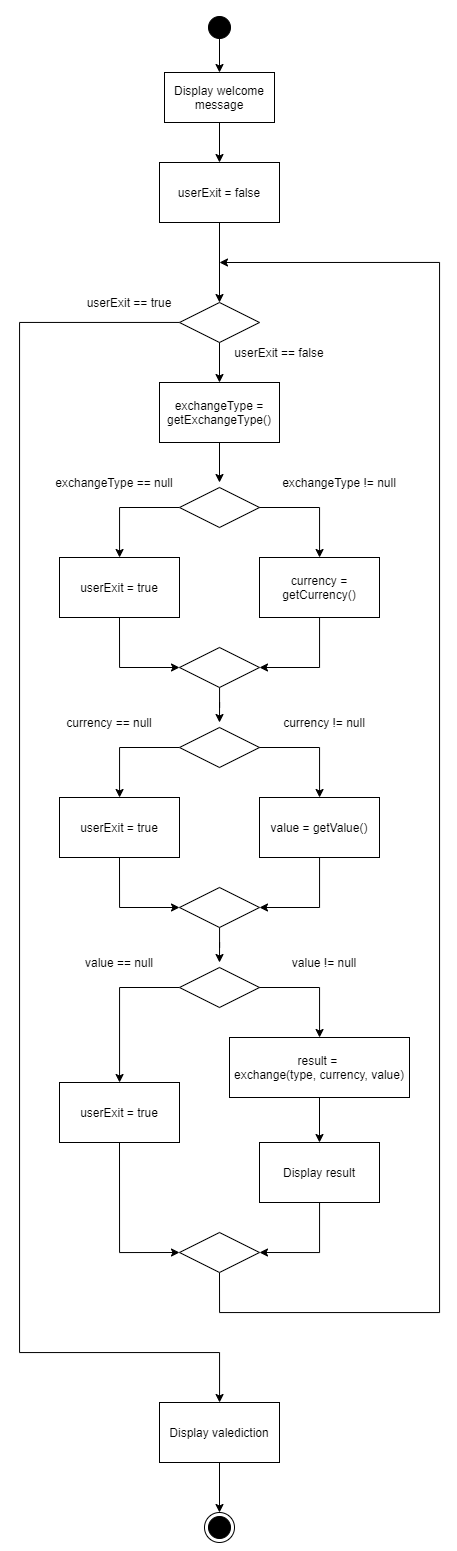 Display welcome
message
userExit = false
userExit == true
userExit == false
exchangeType =
getExchangeType()
exchangeType == null
exchangeType != null
userExit = true
currency =
getCurrency()
currency == null
currency != null
userExit = true
value = getValue()
value == null
value != null
result =
exchange(type, currency, value)
userExit = true
Display result
Display valediction